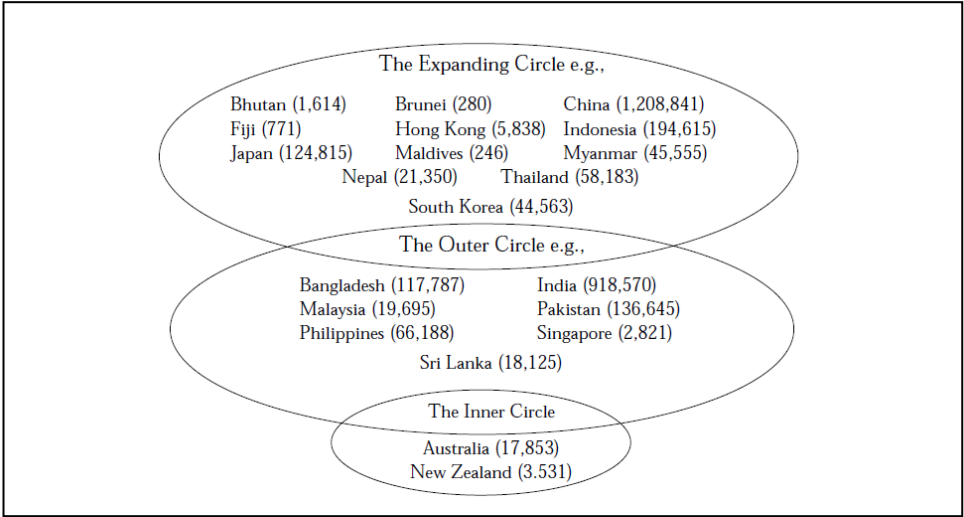 The Expanding Circle e.g.,
Bhutan (1,614) Brunei (280) China (1,208,841)
Fiji (771) Hong Kong (5,838) Indonesia (194,615)
Japan (124,815) Maldives (246) Myanmar (45,555)
Nepal (21,350) Thailand (58,183)
South Korea (44,563)
The Outer Circle e.g.,
Bangladesh (117,787) India (918,570)
Malaysia (19,695) Pakistan (136,645)
Philippines (66,188) Singapore (2,821)
Sri Lanka (18,125)
The Inner Circle
Australia (17,853)
New Zealand (3.531)